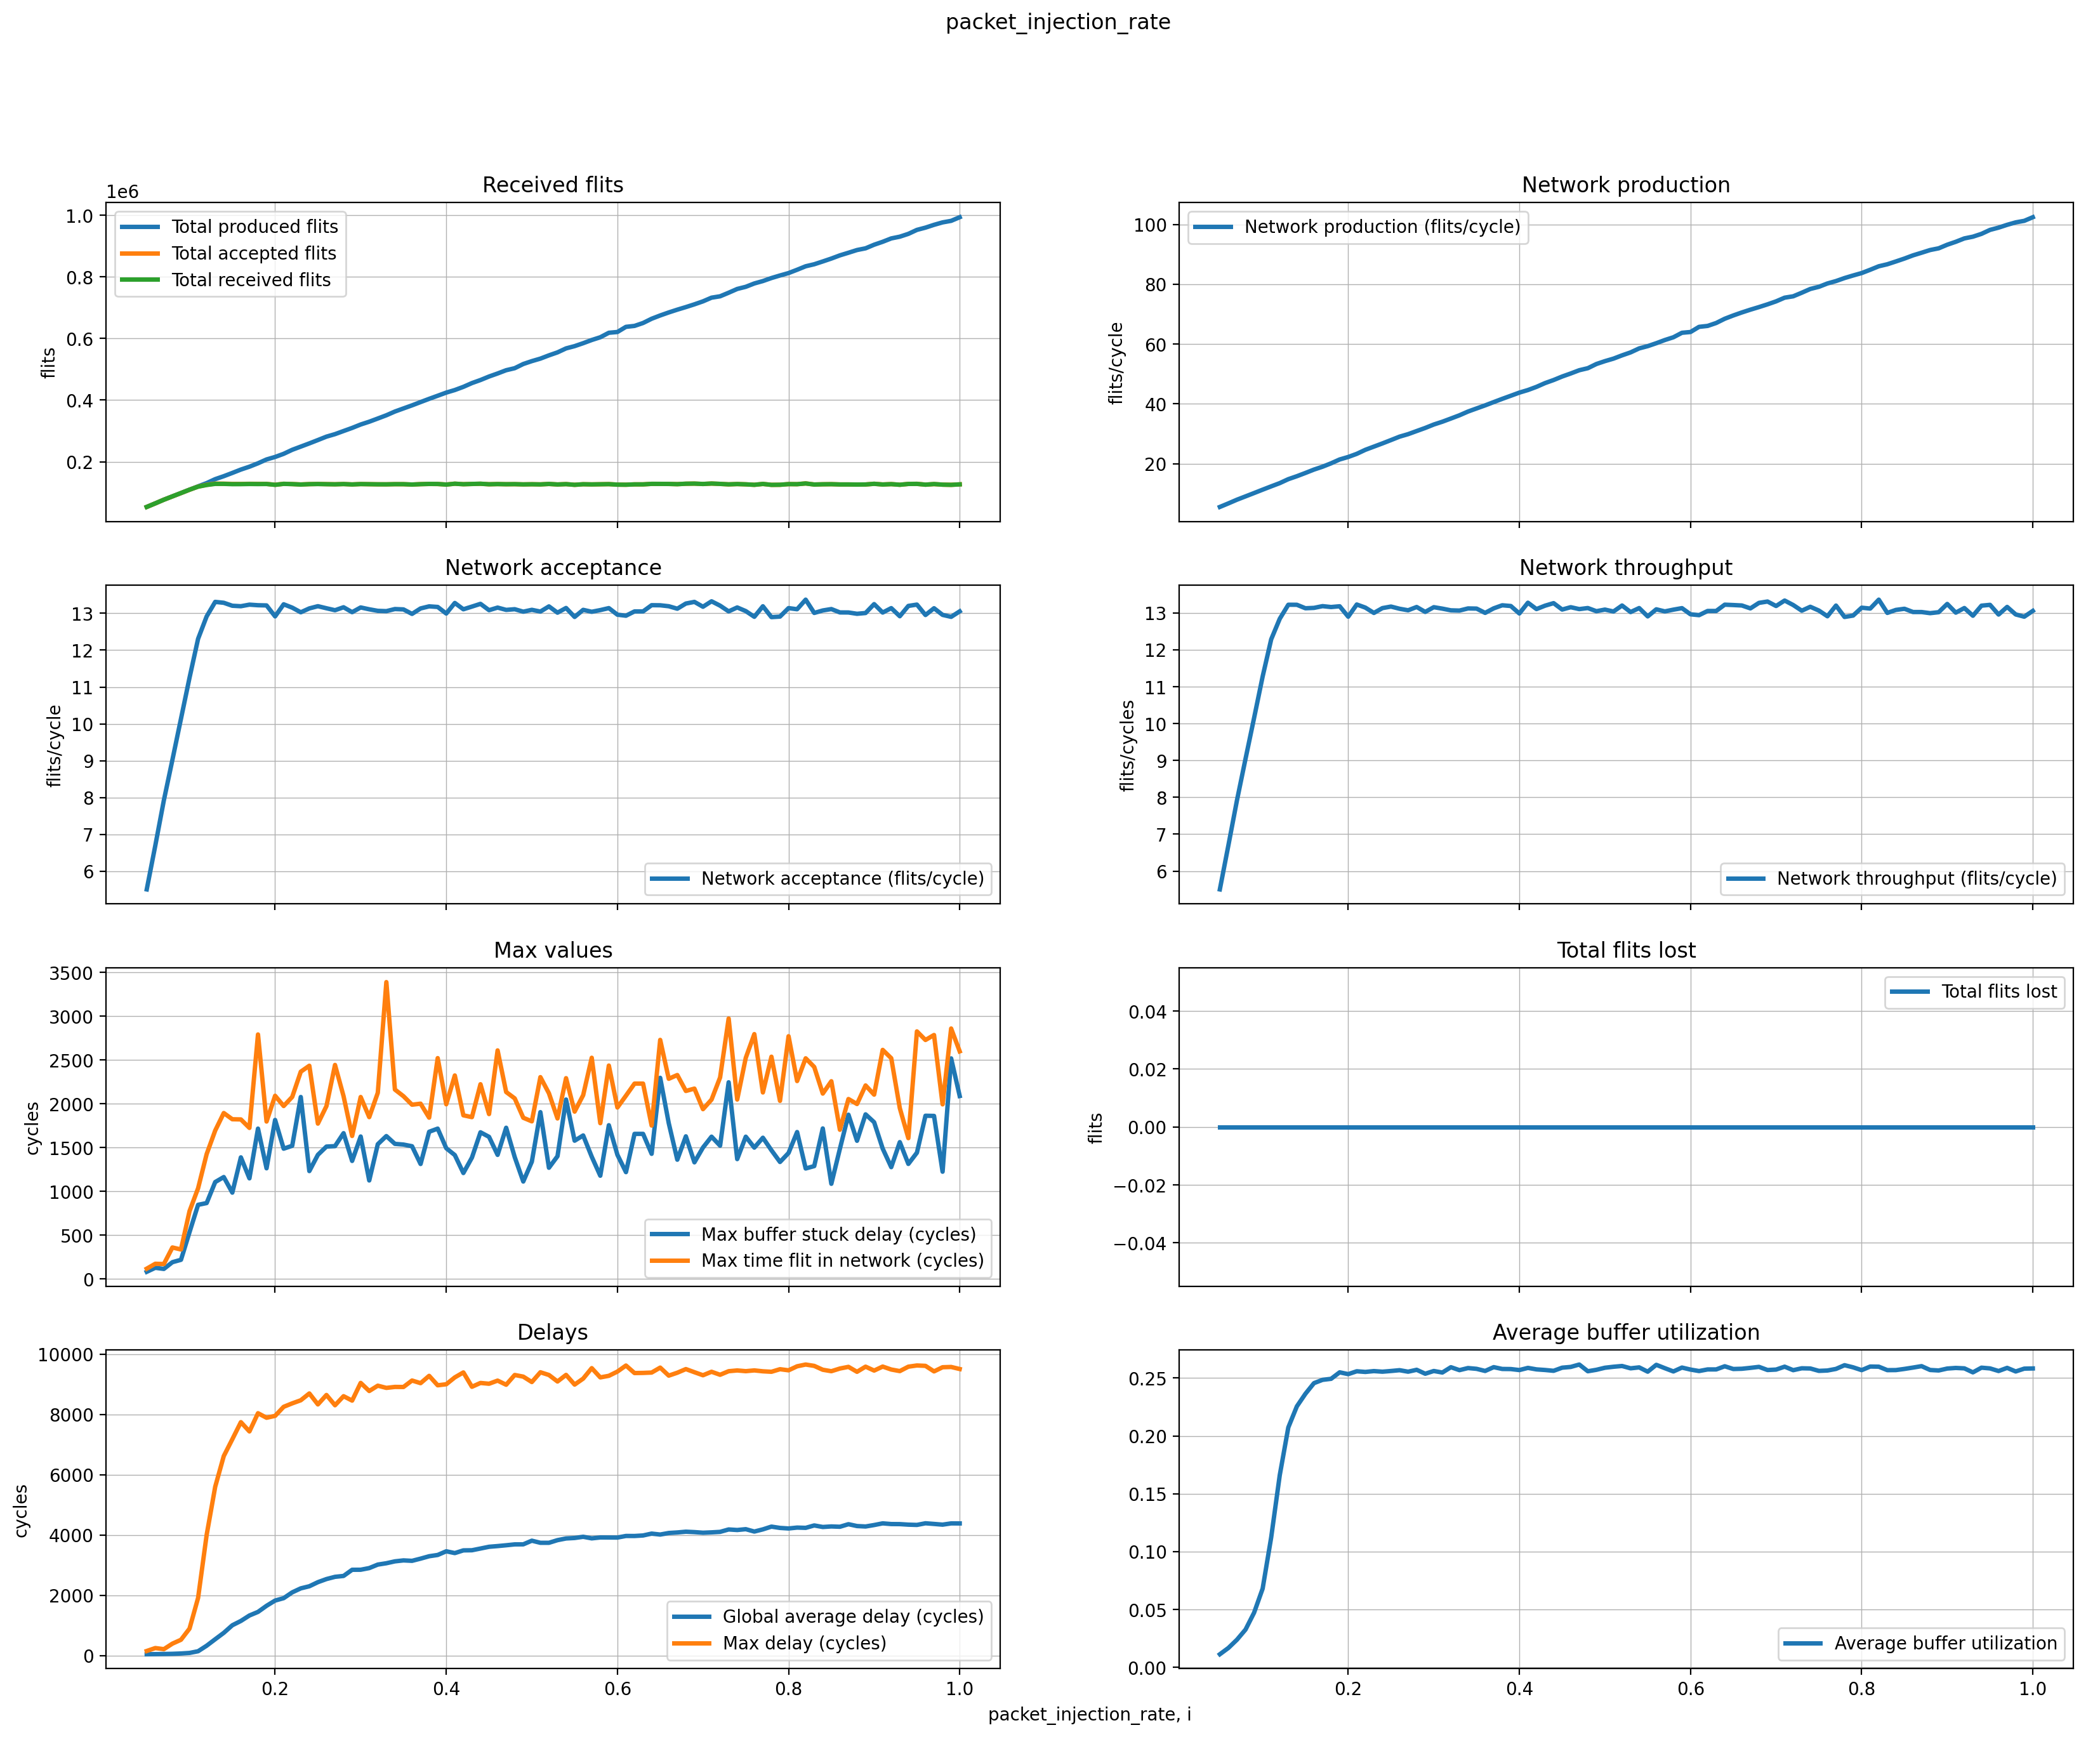 packet_injection_rate
Received flits
1e6
1.0
0.8
0.6
0.4
0.2
flits
Total produced flits
Total accepted flits
Total received flits
Network production
100
80
60
40
20
flits/cycle
Network production (flits/cycle)
Network acceptance
13
12
11
10
9
8
7
6
flits/cycle
Network acceptance (flits/cycle)
Network throughput
13
12
11
10
9
8
7
6
flits/cycles
Network throughput (flits/cycle)
Max values
3500
3000
2500
2000
1500
1000
500
0
cycles
Max buffer stuck delay (cycles)
Max time flit in network (cycles)
Total flits lost
0.04
0.02
0.00
−0.02
−0.04
flits
Total flits lost
Delays
10000
8000
6000
4000
2000
0
cycles
Global average delay (cycles)
Max delay (cycles)
0.2 0.4 0.6 0.8 1.0
Average buffer utilization
0.25
0.20
0.15
0.10
0.05
0.00
Average buffer utilization
0.2 0.4 0.6 0.8 1.0
packet_injection_rate, i